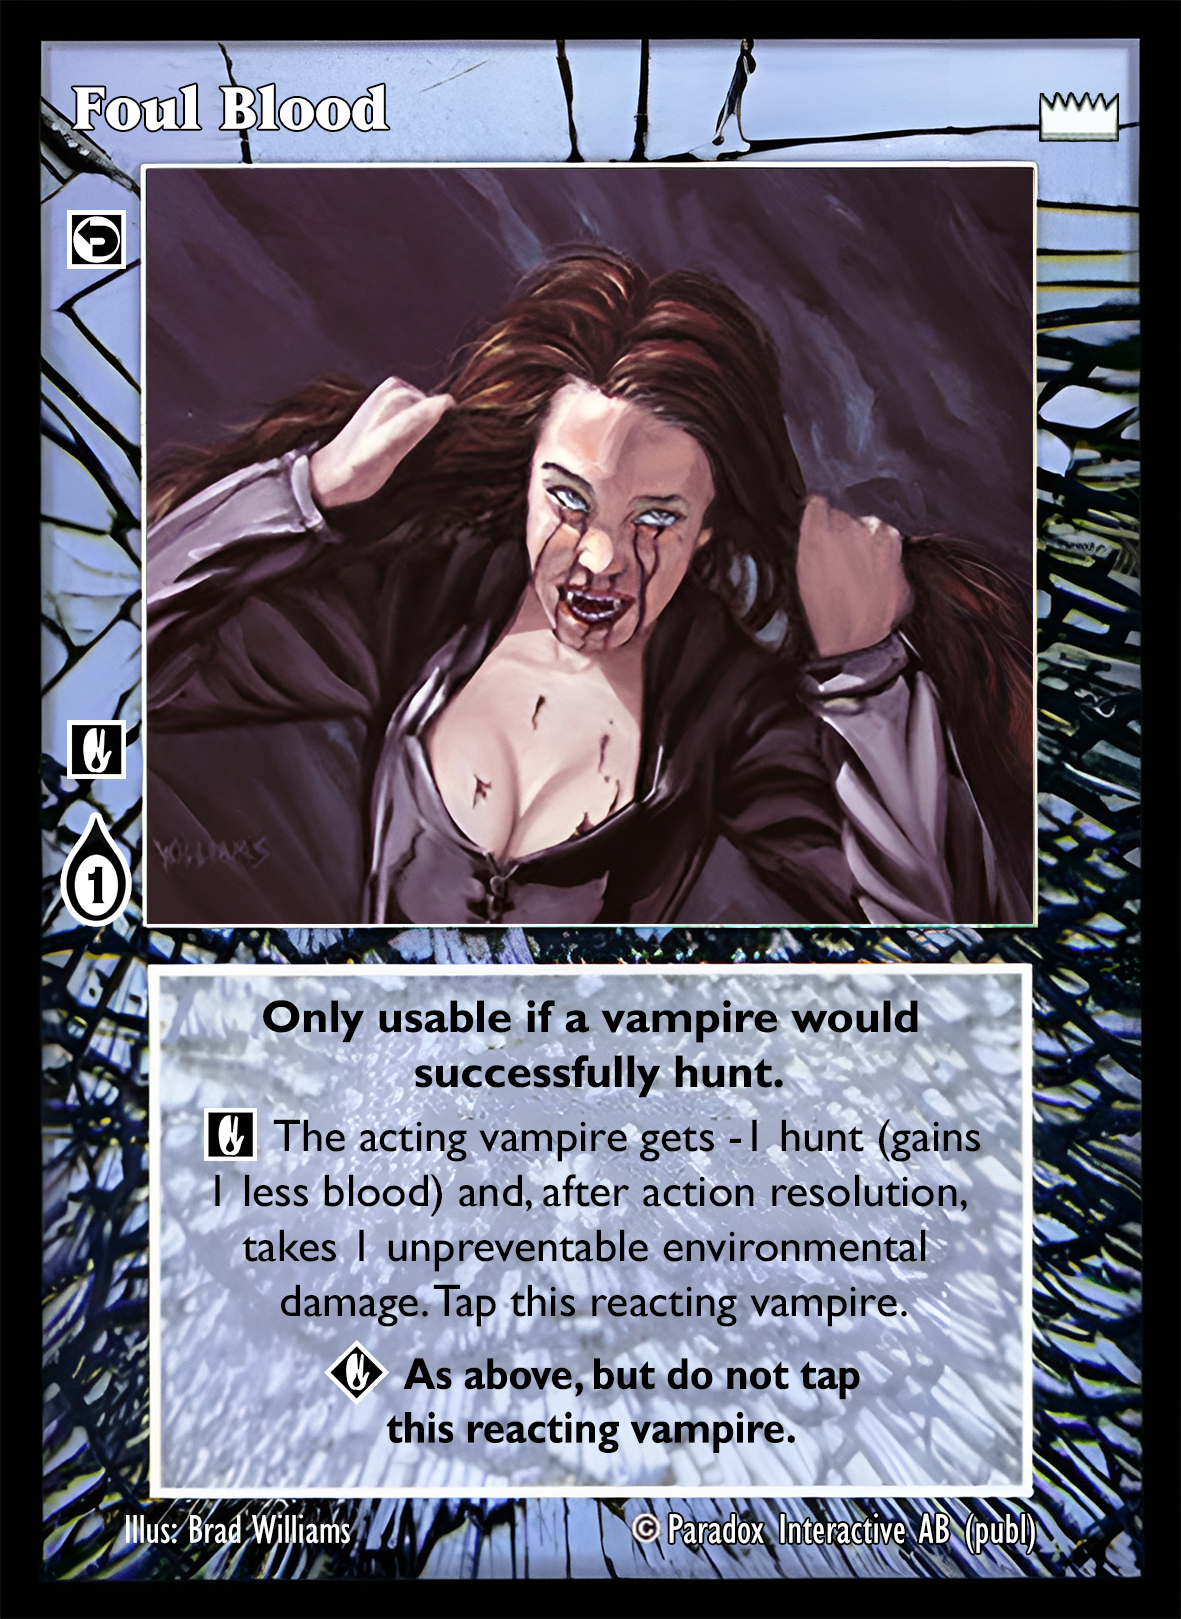 Foul Blood
WILLIAMS
1
Only usable if a vampire would
successfully hunt.
The acting vampire gets -1 hunt (gains
1 less blood) and, after action resolution,
takes 1 unpreventable environmental
damage. Tap this reacting vampire.
As above, but do not tap
this reacting vampire.
Illus: Brad Williams
© Paradox Interactive AB (publ)